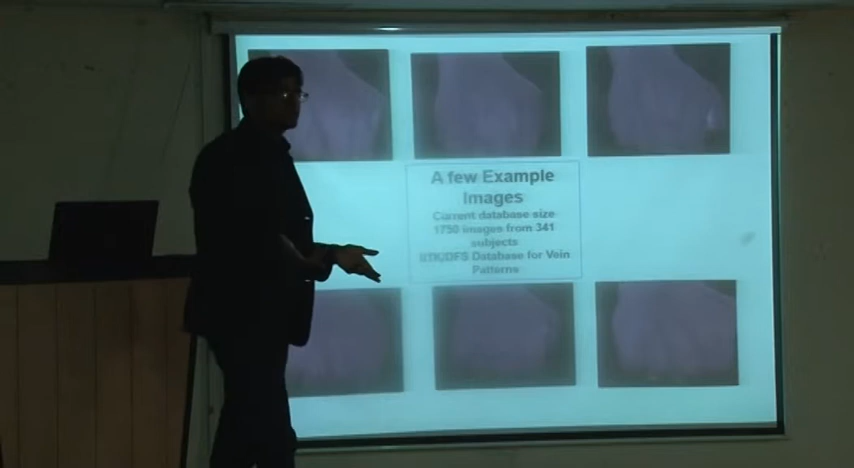 A few Example
Images
Current database size
1750 images from 341
subjects
IITK/DFS Database for Vein
Patterns